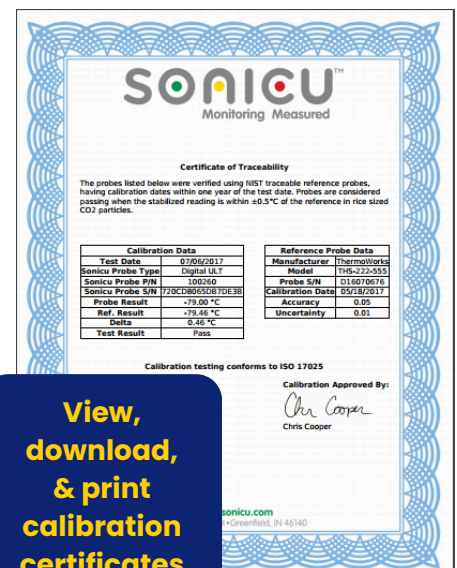 SONICU™
Monitoring Measured
Certificate of Traceability
The probes listed below were verified using NIST traceable reference probes,
having calibration dates within one year of the test date. Probes are considered
passing when the stabilized reading is within ±0.5°C of the reference in rice sized
CO2 particles.
Calibration Data
Test Date 07/06/2017
Sonicu Probe Type Digital ULT
Sonicu Probe P/N 100260
Sonicu Probe S/N 720CD8065DB7DE3B
Probe Result -79.00 °C
Ref. Result -79.46 °C
Delta 0.46 °C
Test Result Pass
Reference Probe Data
Manufacturer ThermoWorks
Model THS-222-555
Probe S/N D16070676
Calibration Date 05/18/2017
Accuracy 0.05
Uncertainty 0.01
Calibration testing conforms to ISO 17025
Calibration Approved By:
Chr Cooper
Chris Cooper
sonicu.com
• Greenfield, IN 46140
View,
download,
& print
calibration
certificates